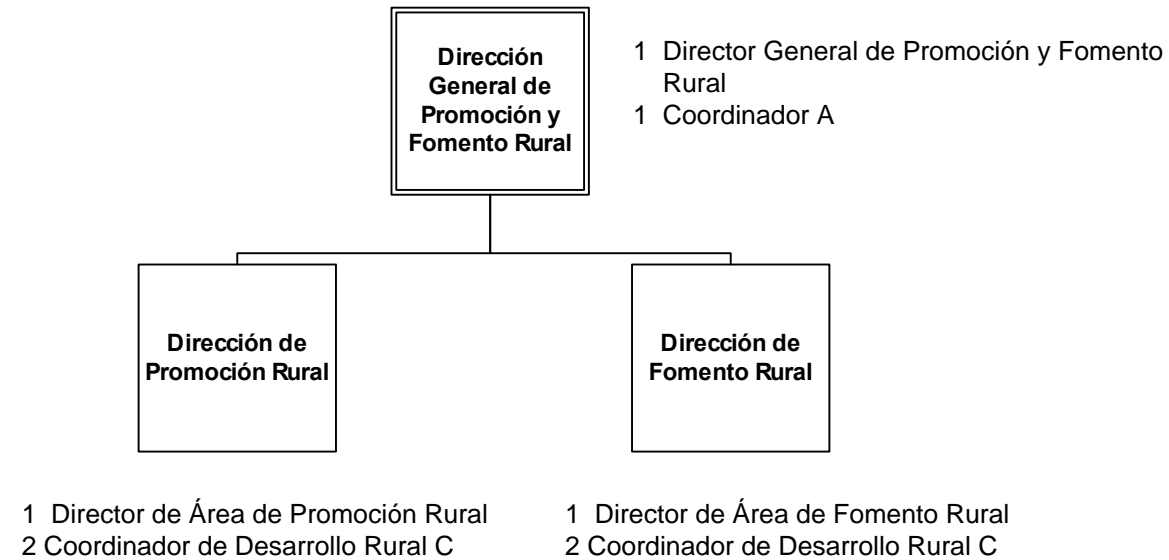 Dirección
General de
Promoción y
Fomento Rural
1 Director General de Promoción y Fomento
Rural
1 Coordinador A
Dirección de
Promoción Rural
Dirección de
Fomento Rural
1 Director de Área de Promoción Rural
2 Coordinador de Desarrollo Rural C
1 Director de Área de Fomento Rural
2 Coordinador de Desarrollo Rural C